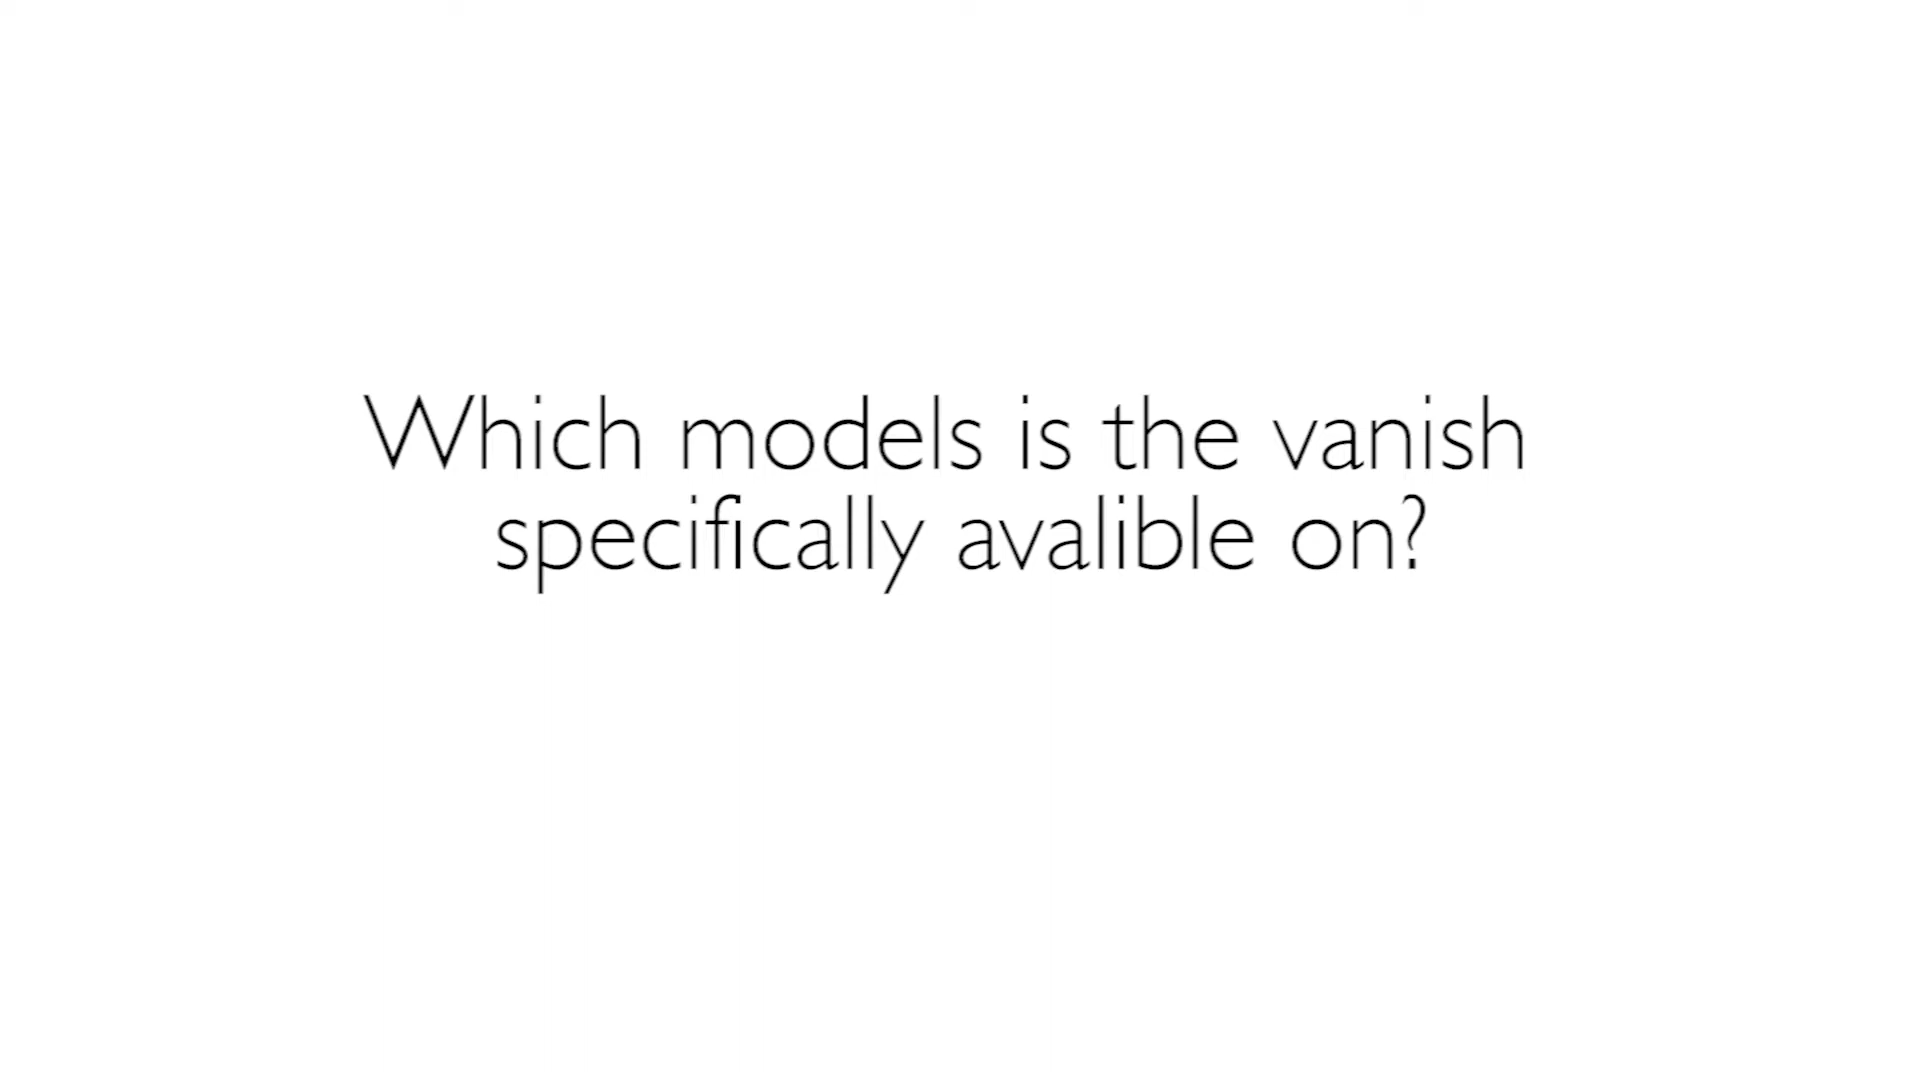 Which models is the vanish
specifically avalible on?